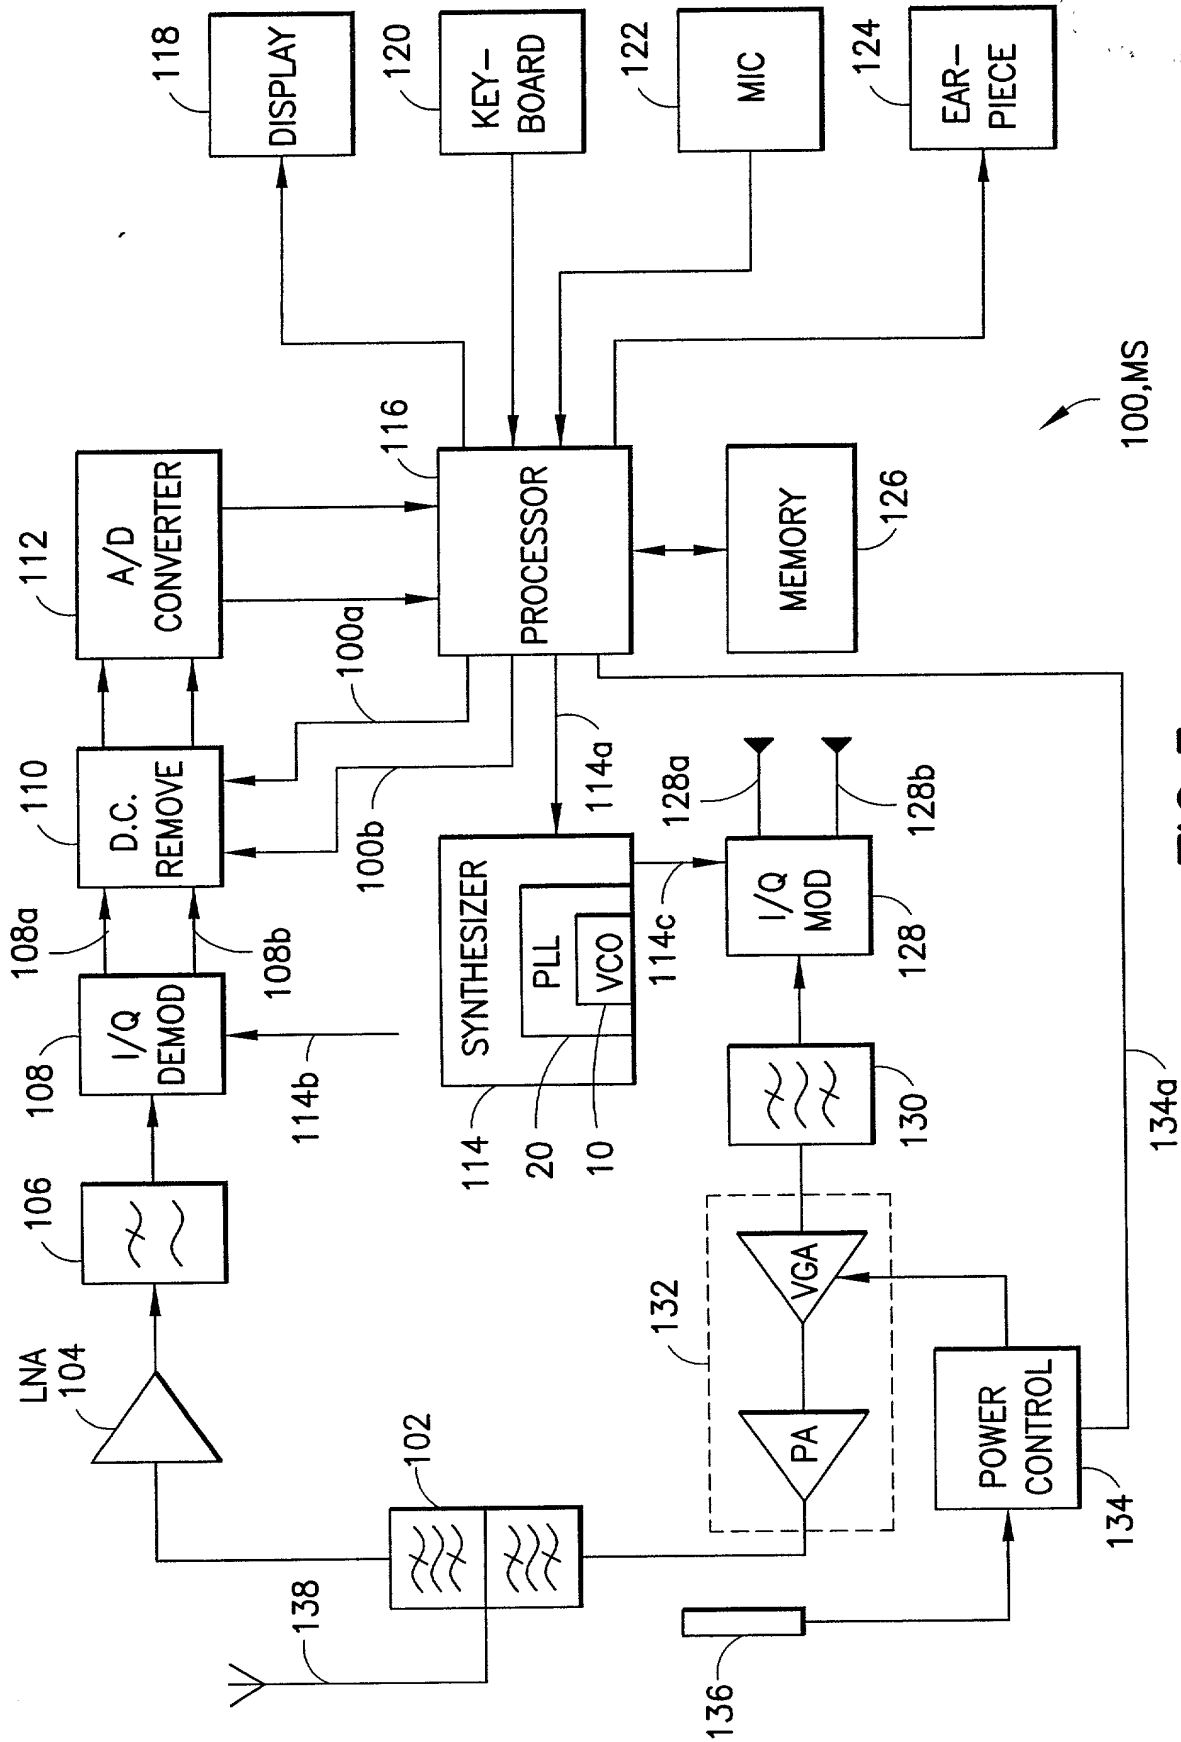 118
DISPLAY
120
KEY-
BOARD
122
MIC
124
EAR-
PIECE
112
A/D
CONVERTER
116
PROCESSOR
MEMORY
126
100,MS
110
D.C.
REMOVE
100a
100b
114a
108a
108b
108
I/Q
DEMOD
114b
SYNTHESIZER
PLL
VCO
114
20
10
114c
128a
128b
I/Q
MOD
128
130
106
LNA
104
132
VGA
PA
102
138
136
POWER
CONTROL
134
134a